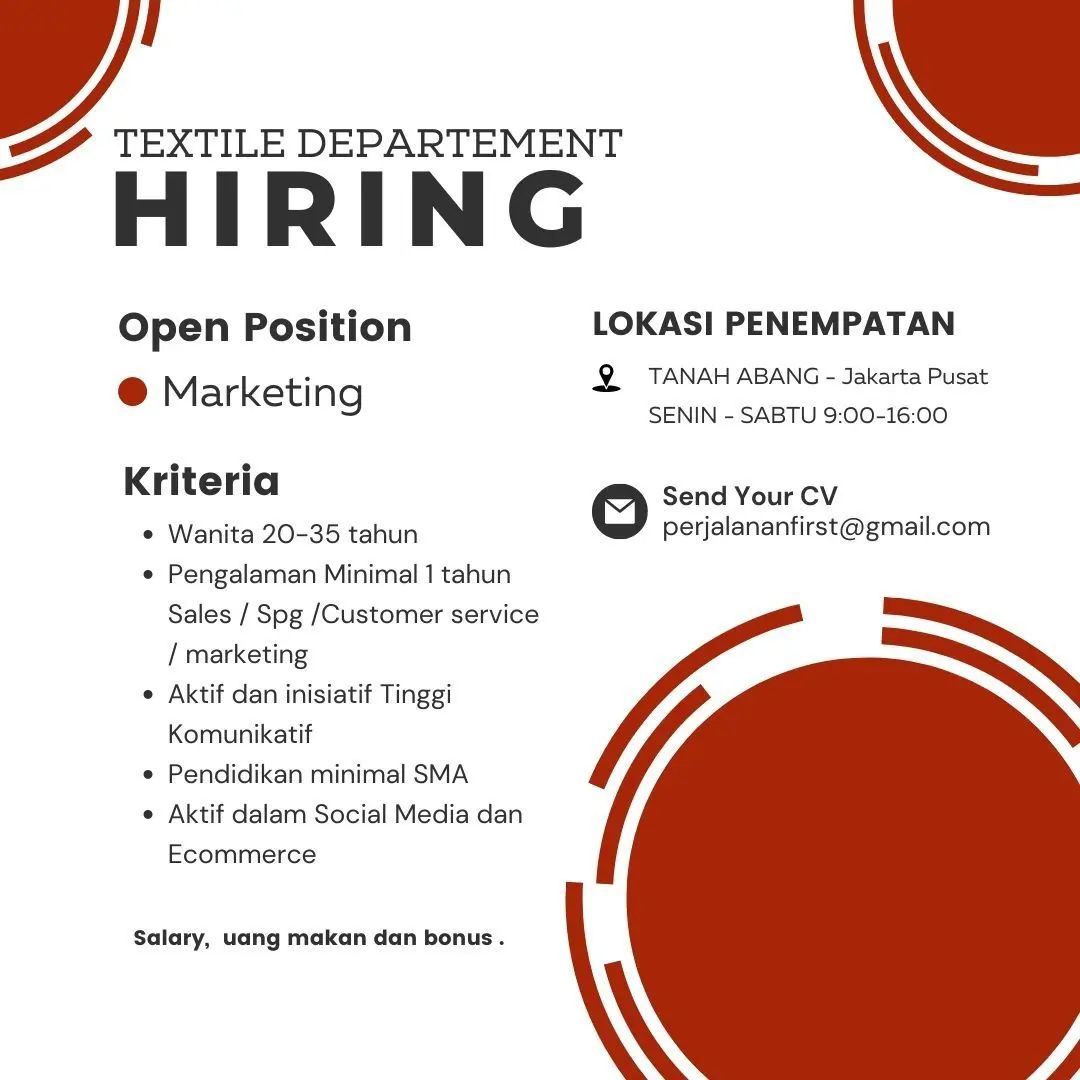 TEXTILE DEPARTEMENT
HIRING
Open Position
Marketing
Kriteria
Wanita 20-35 tahun
Pengalaman Minimal 1 tahun
Sales / Spg /Customer service
/ marketing
Aktif dan inisiatif Tinggi
Komunikatif
Pendidikan minimal SMA
Aktif dalam Social Media dan
Ecommerce
Salary,  uang makan dan bonus .
LOKASI PENEMPATAN
TANAH ABANG - Jakarta Pusat
SENIN - SABTU 9:00-16:00
Send Your CV
perjalananfirst@gmail.com